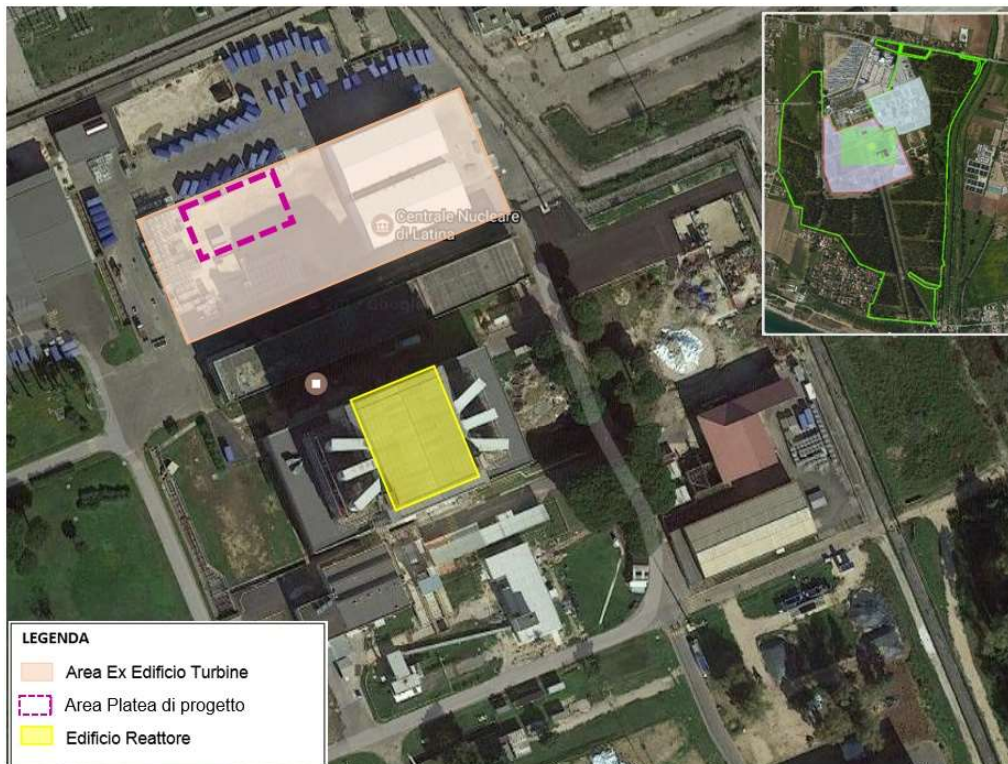 Centrale Nucleare
di Latina
LEGENDA
Area Ex Edificio Turbine
Area Platea di progetto
Edificio Reattore